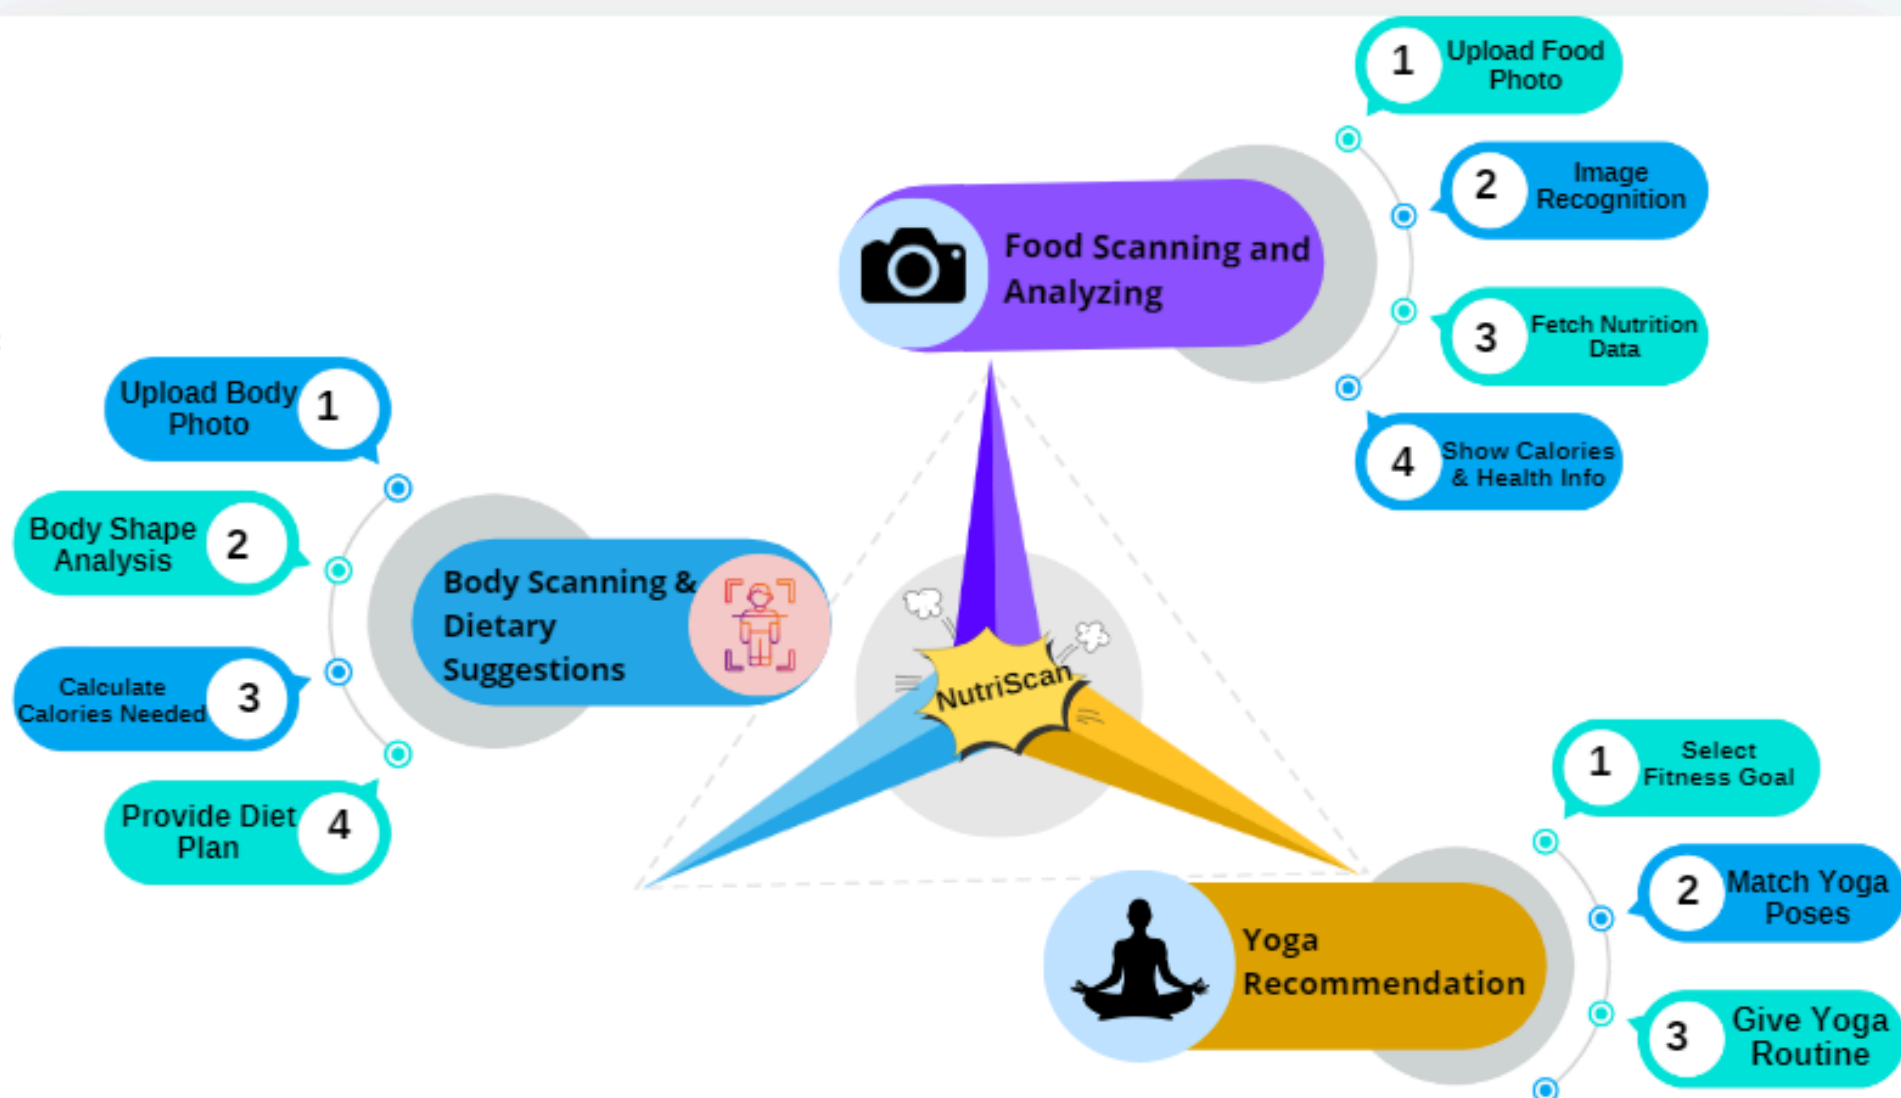 1
Upload Food
Photo
2
Image
Recognition
Food Scanning and
Analyzing
3
Fetch Nutrition
Data
4
Show Calories
& Health Info
Upload Body
Photo
1
Body Shape
Analysis
2
Body Scanning &
Dietary
Suggestions
Calculate
Calories Needed
3
Provide Diet
Plan
4
NutriScan
1
Select
Fitness Goal
2
Match Yoga
Poses
Yoga
Recommendation
3
Give Yoga
Routine